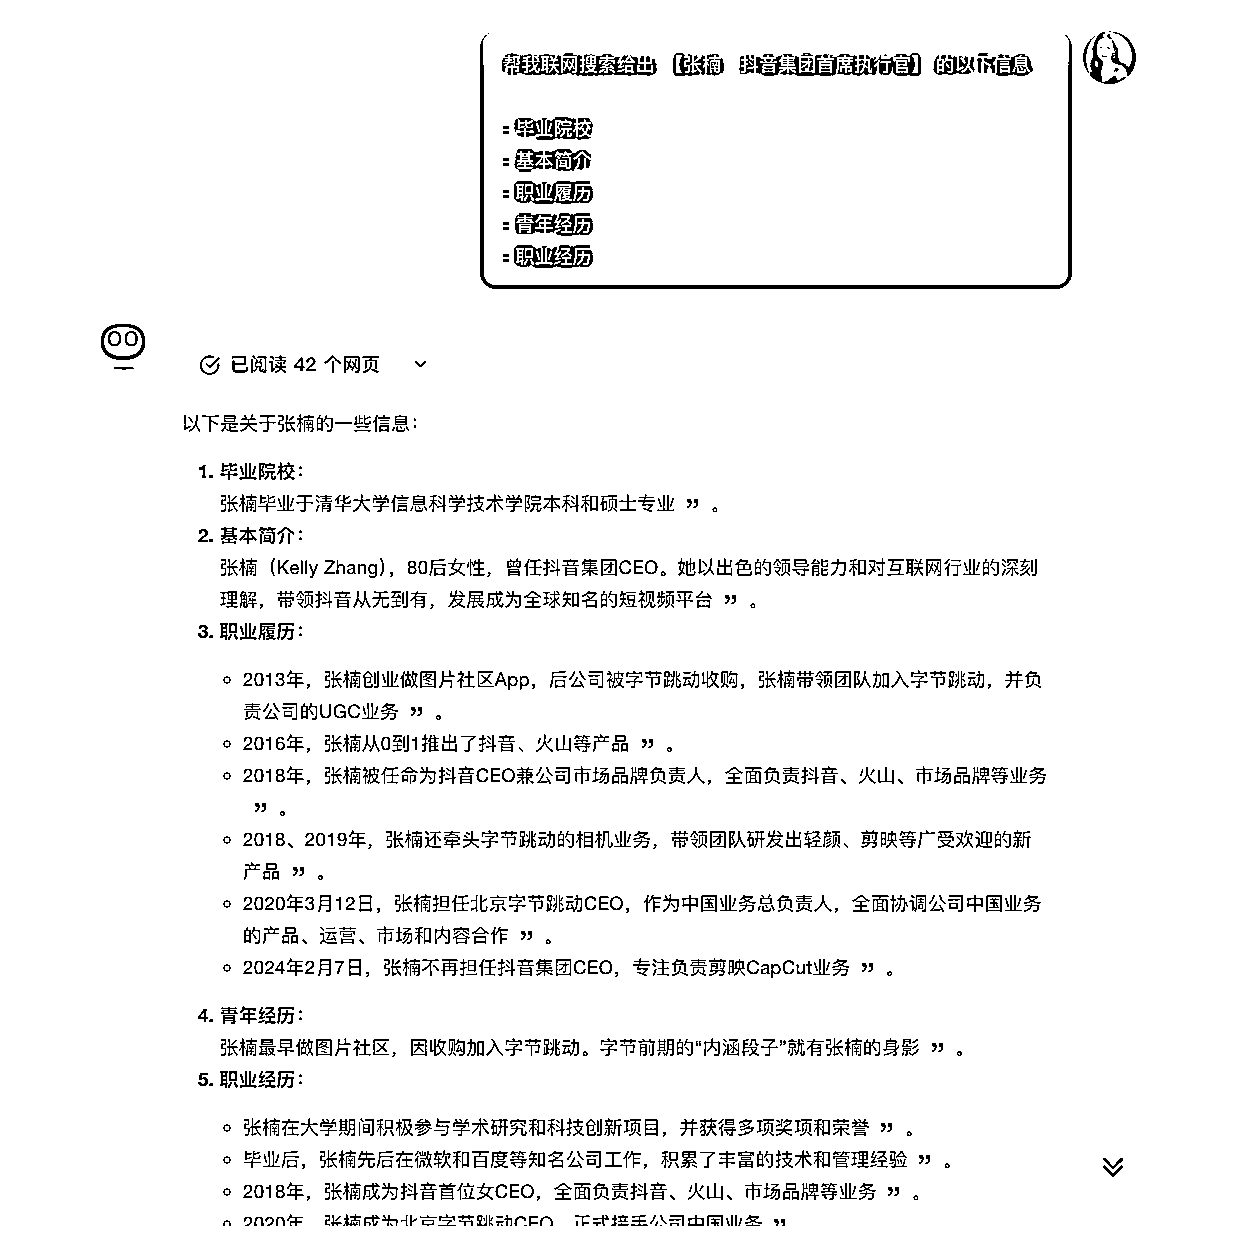 帮我联网搜索给出 【张楠 抖音集团首席执行官】 的以下信息
= 毕业院校
= 基本简介
= 职业履历
= 青年经历
= 职业经历
已阅读 42 个网页
以下是关于张楠的一些信息：
1. 毕业院校：
张楠毕业于清华大学信息科学技术学院本科和硕士专业 ” 。
2. 基本简介：
张楠（Kelly Zhang），80后女性，曾任抖音集团CEO。她以出色的领导能力和对互联网行业的深刻
理解，带领抖音从无到有，发展成为全球知名的短视频平台 ” 。
3. 职业履历：
2013年，张楠创业做图片社区App，后公司被字节跳动收购，张楠带领团队加入字节跳动，并负
责公司的UGC业务 ” 。
2016年，张楠从0到1推出了抖音、火山等产品 ” 。
2018年，张楠被任命为抖音CEO兼公司市场品牌负责人，全面负责抖音、火山、市场品牌等业务
” 。
2018、2019年，张楠还牵头字节跳动的相机业务，带领团队研发出轻颜、剪映等广受欢迎的新
产品 ” 。
2020年3月12日，张楠担任北京字节跳动CEO，作为中国业务总负责人，全面协调公司中国业务
的产品、运营、市场和内容合作 ” 。
2024年2月7日，张楠不再担任抖音集团CEO，专注负责剪映CapCut业务 ” 。
4. 青年经历：
张楠最早做图片社区，因收购加入字节跳动。字节前期的“内涵段子”就有张楠的身影 ” 。
5. 职业经历：
张楠在大学期间积极参与学术研究和科技创新项目，并获得多项奖项和荣誉 ” 。
毕业后，张楠先后在微软和百度等知名公司工作，积累了丰富的技术和管理经验 ” 。
2018年，张楠成为抖音首位女CEO，全面负责抖音、火山、市场品牌等业务 ” 。
2020年，张楠成为北京字节跳动CEO，正式接手公司中国业务 ”